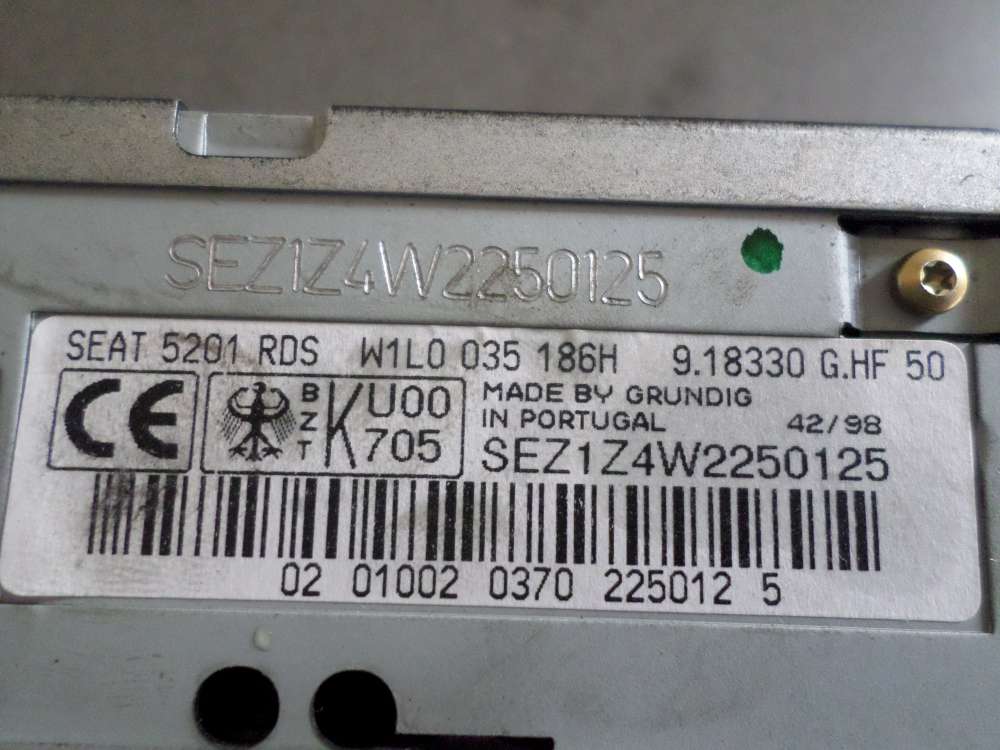 SEZ1Z4W2250125
SEAT 5201 RDS W1L0 035 186H 9.18330 G.HF 50
CE BZT K U00 705
MADE BY GRUNDIG
IN PORTUGAL 42/98
SEZ1Z4W2250125
02 01002 0370 225012 5